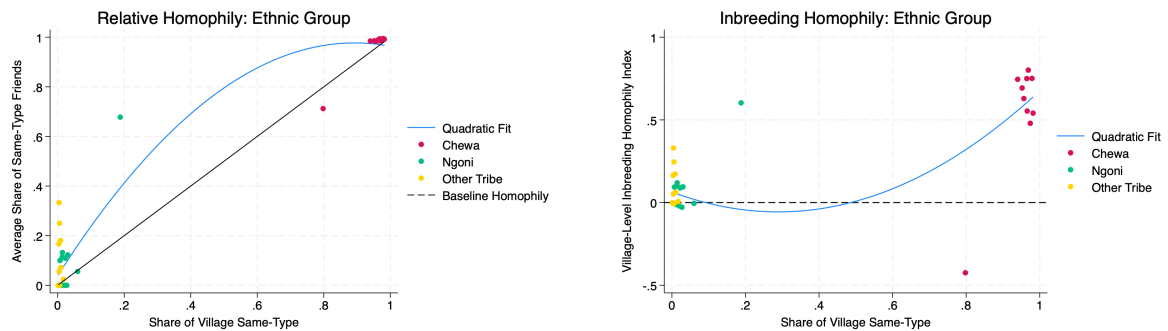 Relative Homophily: Ethnic Group
Average Share of Same-Type Friends
1
.8
.6
.4
.2
0
0
.2
.4
.6
.8
1
Share of Village Same-Type
Quadratic Fit
Chewa
Ngoni
Other Tribe
Baseline Homophily
Inbreeding Homophily: Ethnic Group
Village-Level Inbreeding Homophily Index
1
.5
0
-.5
0
.2
.4
.6
.8
1
Share of Village Same-Type
Quadratic Fit
Chewa
Ngoni
Other Tribe